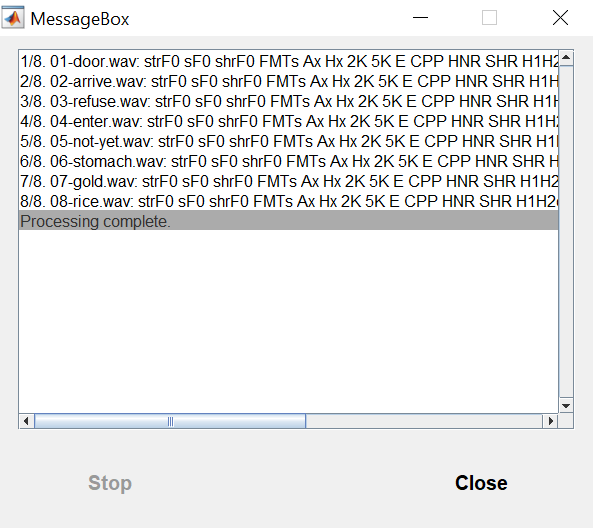 MessageBox
1/8. 01-door.wav: strF0 sF0 shrF0 FMTs Ax Hx 2K 5K E CPP HNR SHR H1H2
2/8. 02-arrive.wav: strF0 sF0 shrF0 FMTs Ax Hx 2K 5K E CPP HNR SHR H1H
3/8. 03-refuse.wav: strF0 sF0 shrF0 FMTs Ax Hx 2K 5K E CPP HNR SHR H1H
4/8. 04-enter.wav: strF0 sF0 shrF0 FMTs Ax Hx 2K 5K E CPP HNR SHR H1H2
5/8. 05-not-yet.wav: strF0 sF0 shrF0 FMTs Ax Hx 2K 5K E CPP HNR SHR H1H
6/8. 06-stomach.wav: strF0 sF0 shrF0 FMTs Ax Hx 2K 5K E CPP HNR SHR H
7/8. 07-gold.wav: strF0 sF0 shrF0 FMTs Ax Hx 2K 5K E CPP HNR SHR H1H2
8/8. 08-rice.wav: strF0 sF0 shrF0 FMTs Ax Hx 2K 5K E CPP HNR SHR H1H2
Processing complete.
Stop Close